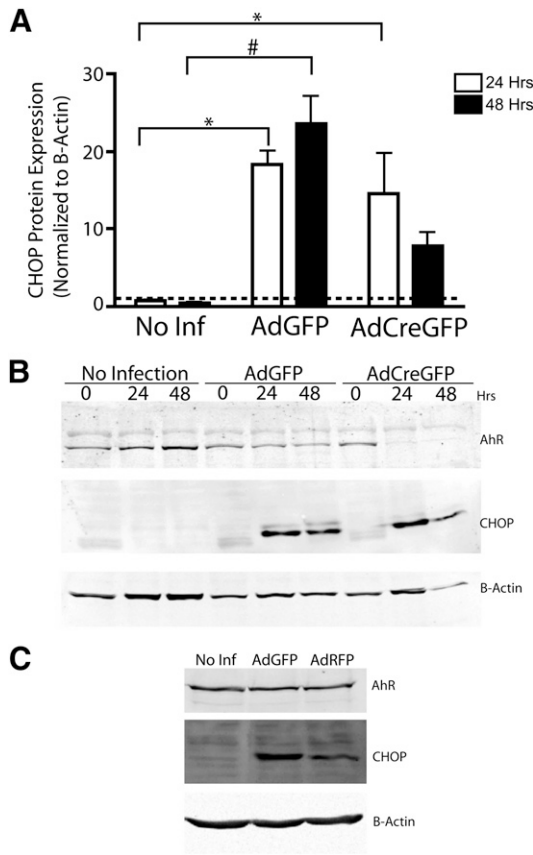 A
*
#
*
30
20
10
0
CHOP Protein Expression
(Normalized to B-Actin)
24 Hrs
48 Hrs
No Inf AdGFP AdCreGFP
B
No Infection AdGFP AdCreGFP
0 24 48 0 24 48 0 24 48 Hrs
AhR
CHOP
B-Actin
C
No Inf AdGFP AdRFP
AhR
CHOP
B-Actin